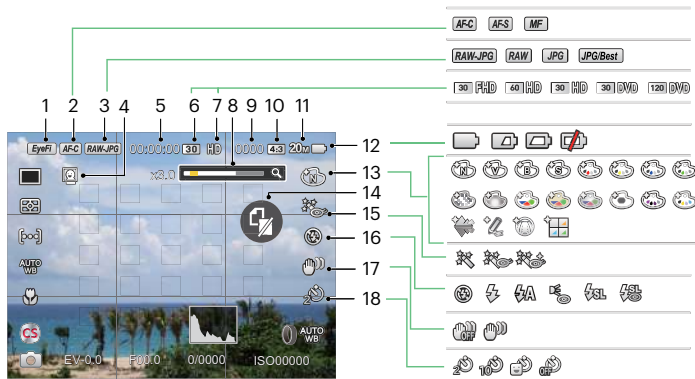 AF-C AF-S MF
RAW-JPG RAW JPG JPG/Best
30 FHD 60 HD 30 HD 30 DVD 120 DVD
1 2 3 4 5 6 7 8 9 10 11
EyeFi AF-C RAW-JPG 00:00:00 30 HD 0000 4:3 20M
12
x3.0
N
13
N V B S
14
15
AUTO WB
16
A SL SL
17
OFF
2
18
2 10 OFF
CS
AUTO WB
EV-0.0 F00.0 0/0000 ISO00000